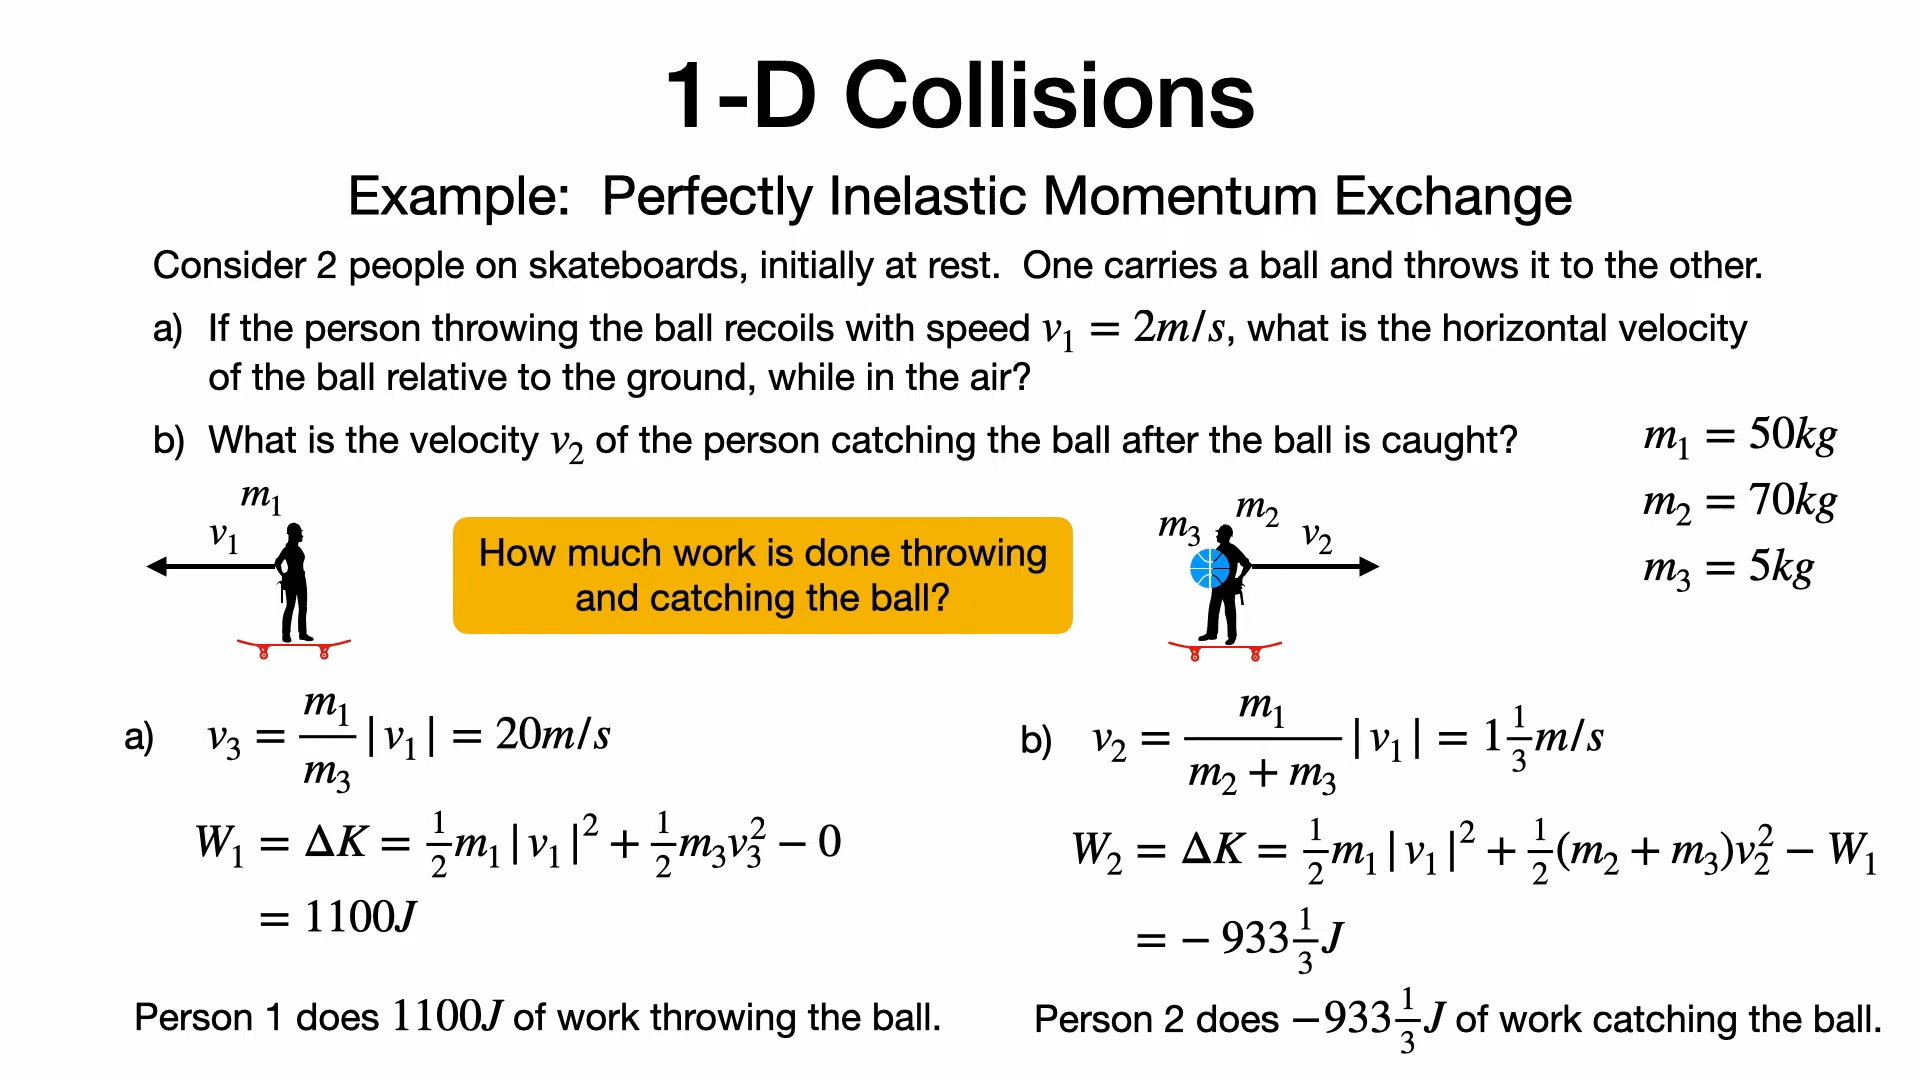 1-D Collisions
Example: Perfectly Inelastic Momentum Exchange
Consider 2 people on skateboards, initially at rest. One carries a ball and throws it to the other.
a) If the person throwing the ball recoils with speed v₁ = 2m/s, what is the horizontal velocity
of the ball relative to the ground, while in the air?
b) What is the velocity v₂ of the person catching the ball after the ball is caught?
m₁ = 50kg
m₂ = 70kg
m₃ = 5kg
m₁
v₁
How much work is done throwing
and catching the ball?
m₃
m₂
v₂
a) v₃ = m₁/m₃ |v₁| = 20m/s
W₁ = ΔK = ½m₁|v₁|² + ½m₃v₃² − 0
= 1100J
Person 1 does 1100J of work throwing the ball.
b) v₂ = m₁/(m₂ + m₃) |v₁| = 1⅓m/s
W₂ = ΔK = ½m₁|v₁|² + ½(m₂ + m₃)v₂² − W₁
= − 933⅓J
Person 2 does −933⅓J of work catching the ball.